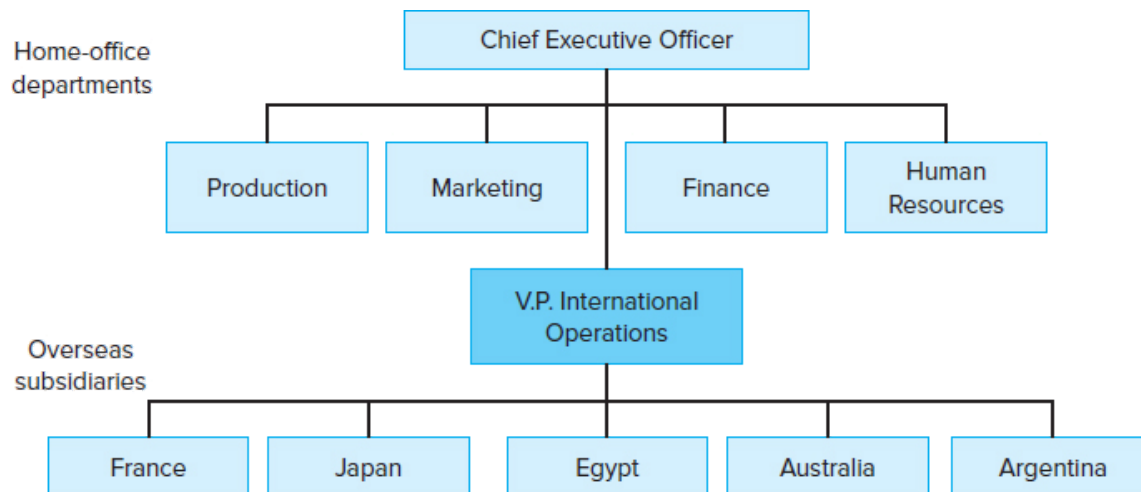 Chief Executive Officer
Home-office
departments
Production
Marketing
Finance
Human
Resources
V.P. International
Operations
Overseas
subsidiaries
France
Japan
Egypt
Australia
Argentina